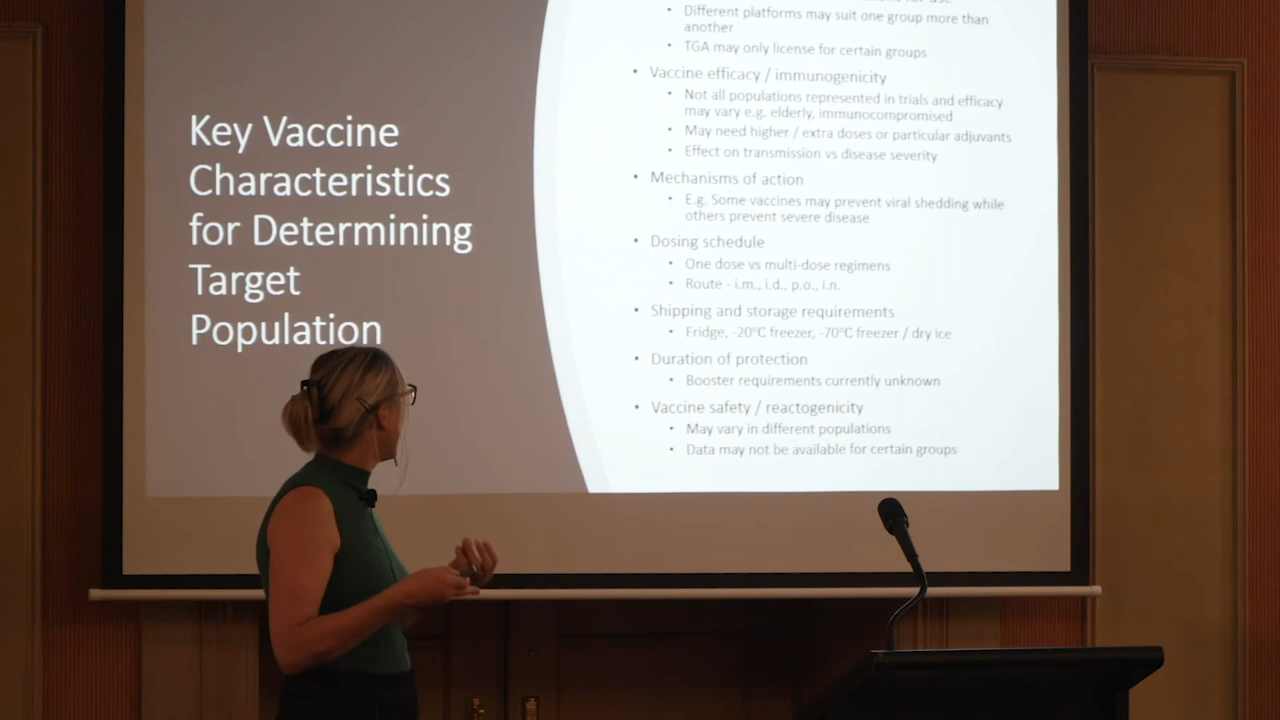 Key Vaccine
Characteristics
for Determining
Target
Population
• Different platforms may suit one group more than
another
• TGA may only license for certain groups
• Vaccine efficacy / immunogenicity
• Not all populations represented in trials and efficacy
may vary e.g. elderly, immunocompromised
• May need higher / extra doses or particular adjuvants
• Effect on transmission vs disease severity
• Mechanisms of action
• E.g. Some vaccines may prevent viral shedding while
others prevent severe disease
• Dosing schedule
• One dose vs multi-dose regimens
• Route - i.m., i.d., p.o., i.n.
• Shipping and storage requirements
• Fridge, -20°C freezer, -70°C freezer / dry ice
• Duration of protection
• Booster requirements currently unknown
• Vaccine safety / reactogenicity
• May vary in different populations
• Data may not be available for certain groups